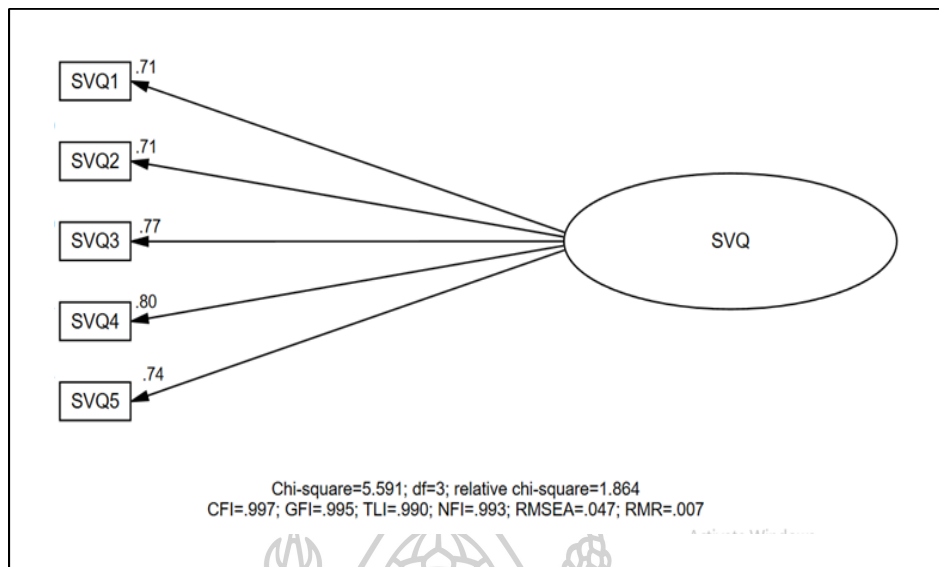 .71
SVQ1
.71
SVQ2
.77
SVQ3
SVQ
.80
SVQ4
.74
SVQ5
Chi-square=5.591; df=3; relative chi-square=1.864
CFI=.997; GFI=.995; TLI=.990; NFI=.993; RMSEA=.047; RMR=.007